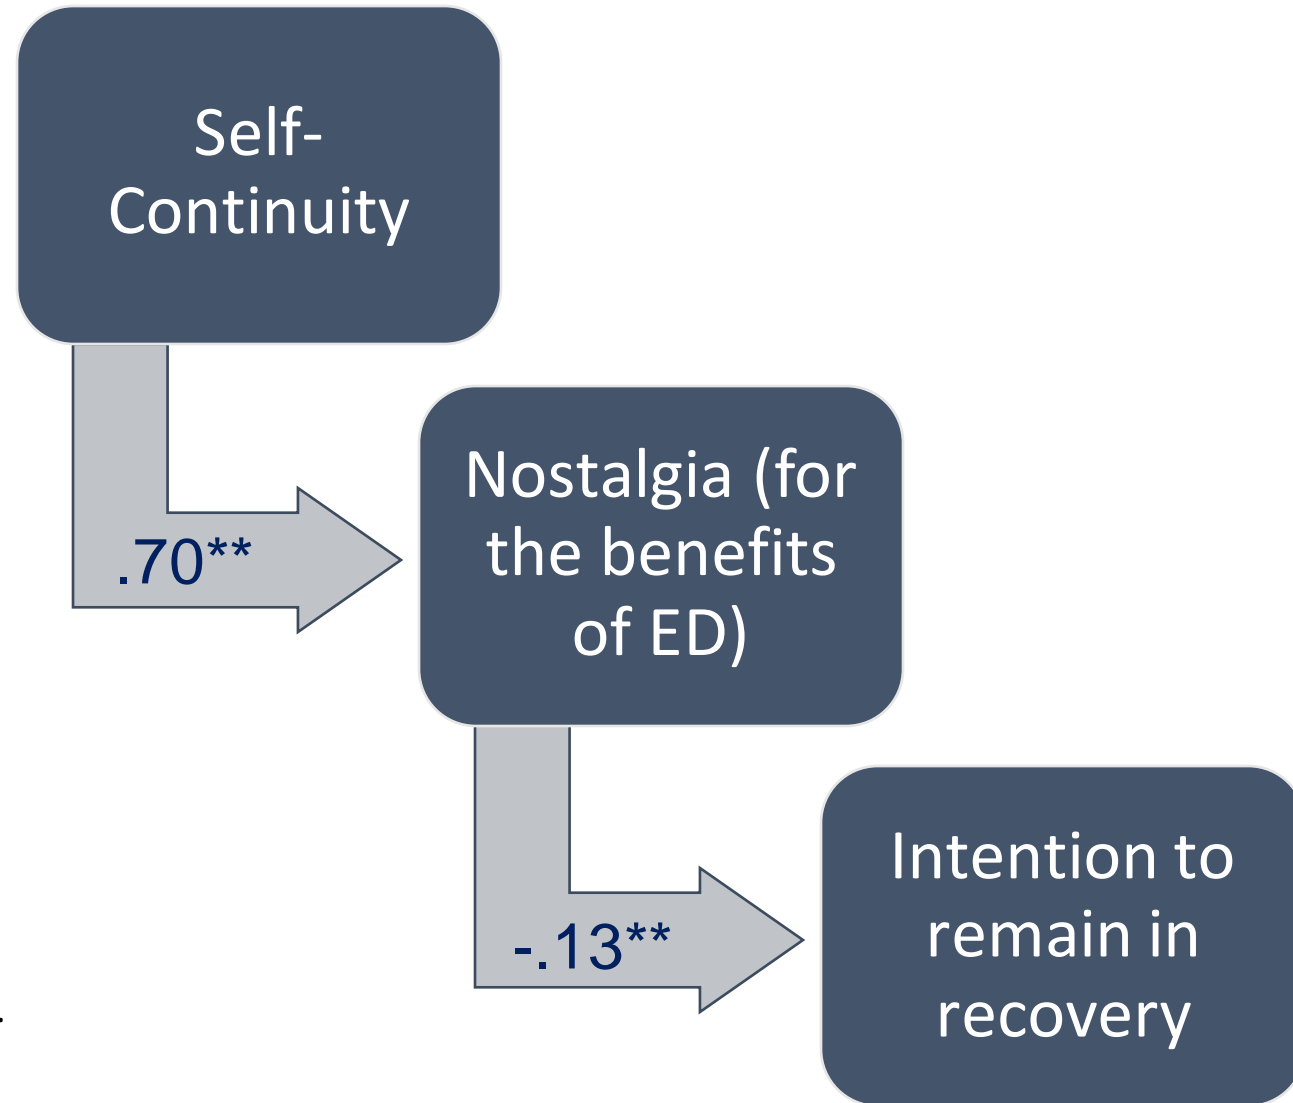 Self-
Continuity
.70**
Nostalgia (for
the benefits
of ED)
-.13**
Intention to
remain in
recovery
.